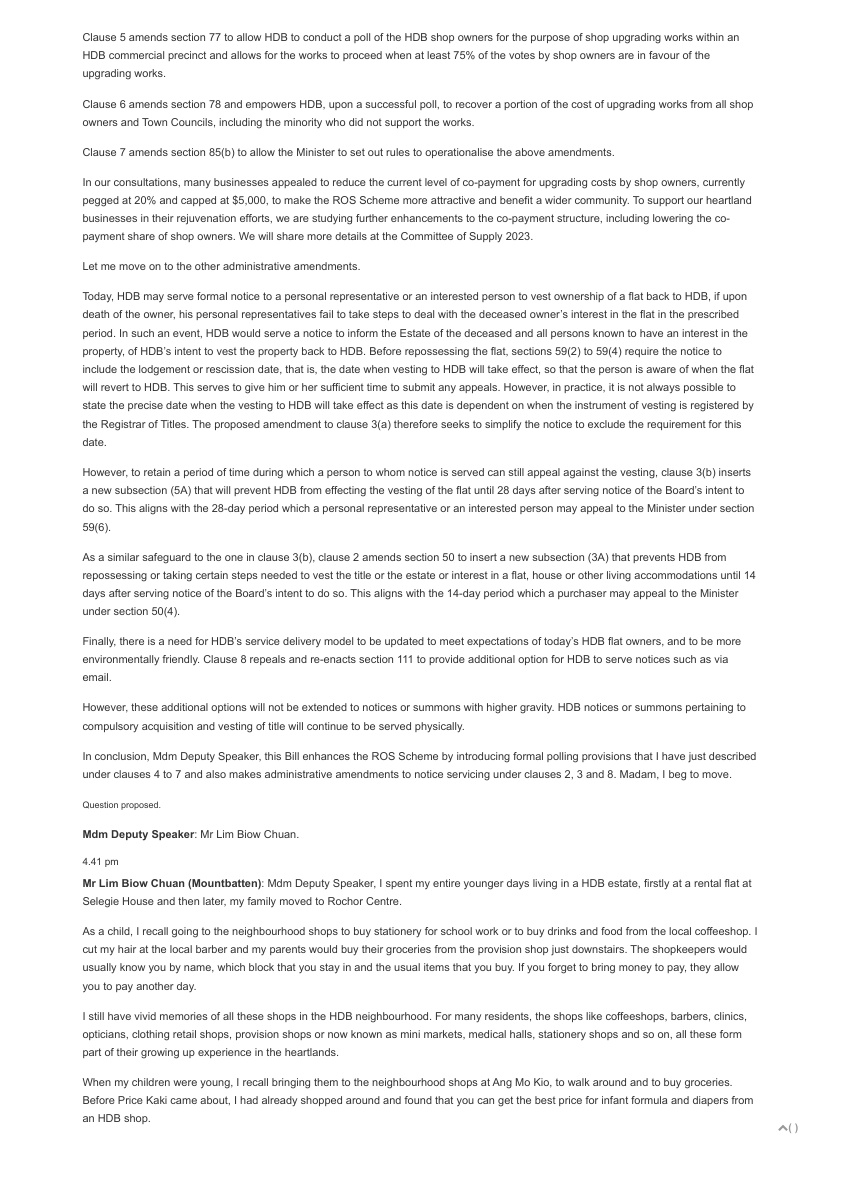 Clause 5 amends section 77 to allow HDB to conduct a poll of the HDB shop owners for the purpose of shop upgrading works within an
HDB commercial precinct and allows for the works to proceed when at least 75% of the votes by shop owners are in favour of the
upgrading works.
Clause 6 amends section 78 and empowers HDB, upon a successful poll, to recover a portion of the cost of upgrading works from all shop
owners and Town Councils, including the minority who did not support the works.
Clause 7 amends section 85(b) to allow the Minister to set out rules to operationalise the above amendments.
In our consultations, many businesses appealed to reduce the current level of co-payment for upgrading costs by shop owners, currently
pegged at 20% and capped at $5,000, to make the ROS Scheme more attractive and benefit a wider community. To support our heartland
businesses in their rejuvenation efforts, we are studying further enhancements to the co-payment structure, including lowering the co-
payment share of shop owners. We will share more details at the Committee of Supply 2023.
Let me move on to the other administrative amendments.
Today, HDB may serve formal notice to a personal representative or an interested person to vest ownership of a flat back to HDB, if upon
death of the owner, his personal representatives fail to take steps to deal with the deceased owner's interest in the flat in the prescribed
period. In such an event, HDB would serve a notice to inform the Estate of the deceased and all persons known to have an interest in the
property, of HDB's intent to vest the property back to HDB. Before repossessing the flat, sections 59(2) to 59(4) require the notice to
include the lodgement or rescission date, that is, the date when vesting to HDB will take effect, so that the person is aware of when the flat
will revert to HDB. This serves to give him or her sufficient time to submit any appeals. However, in practice, it is not always possible to
state the precise date when the vesting to HDB will take effect as this date is dependent on when the instrument of vesting is registered by
the Registrar of Titles. The proposed amendment to clause 3(a) therefore seeks to simplify the notice to exclude the requirement for this
date.
However, to retain a period of time during which a person to whom notice is served can still appeal against the vesting, clause 3(b) inserts
a new subsection (5A) that will prevent HDB from effecting the vesting of the flat until 28 days after serving notice of the Board's intent to
do so. This aligns with the 28-day period which a personal representative or an interested person may appeal to the Minister under section
59(6).
As a similar safeguard to the one in clause 3(b), clause 2 amends section 50 to insert a new subsection (3A) that prevents HDB from
repossessing or taking certain steps needed to vest the title or the estate or interest in a flat, house or other living accommodations until 14
days after serving notice of the Board's intent to do so. This aligns with the 14-day period which a purchaser may appeal to the Minister
under section 50(4).
Finally, there is a need for HDB's service delivery model to be updated to meet expectations of today's HDB flat owners, and to be more
environmentally friendly. Clause 8 repeals and re-enacts section 111 to provide additional option for HDB to serve notices such as via
email.
However, these additional options will not be extended to notices or summons with higher gravity. HDB notices or summons pertaining to
compulsory acquisition and vesting of title will continue to be served physically.
In conclusion, Mdm Deputy Speaker, this Bill enhances the ROS Scheme by introducing formal polling provisions that I have just described
under clauses 4 to 7 and also makes administrative amendments to notice servicing under clauses 2, 3 and 8. Madam, I beg to move.
Question proposed.
Mdm Deputy Speaker: Mr Lim Biow Chuan.
4.41 pm
Mr Lim Biow Chuan (Mountbatten): Mdm Deputy Speaker, I spent my entire younger days living in a HDB estate, firstly at a rental flat at
Selegie House and then later, my family moved to Rochor Centre.
As a child, I recall going to the neighbourhood shops to buy stationery for school work or to buy drinks and food from the local coffeeshop. I
cut my hair at the local barber and my parents would buy their groceries from the provision shop just downstairs. The shopkeepers would
usually know you by name, which block that you stay in and the usual items that you buy. If you forget to bring money to pay, they allow
you to pay another day.
I still have vivid memories of all these shops in the HDB neighbourhood. For many residents, the shops like coffeeshops, barbers, clinics,
opticians, clothing retail shops, provision shops or now known as mini markets, medical halls, stationery shops and so on, all these form
part of their growing up experience in the heartlands.
When my children were young, I recall bringing them to the neighbourhood shops at Ang Mo Kio, to walk around and to buy groceries.
Before Price Kaki came about, I had already shopped around and found that you can get the best price for infant formula and diapers from
an HDB shop.
( )